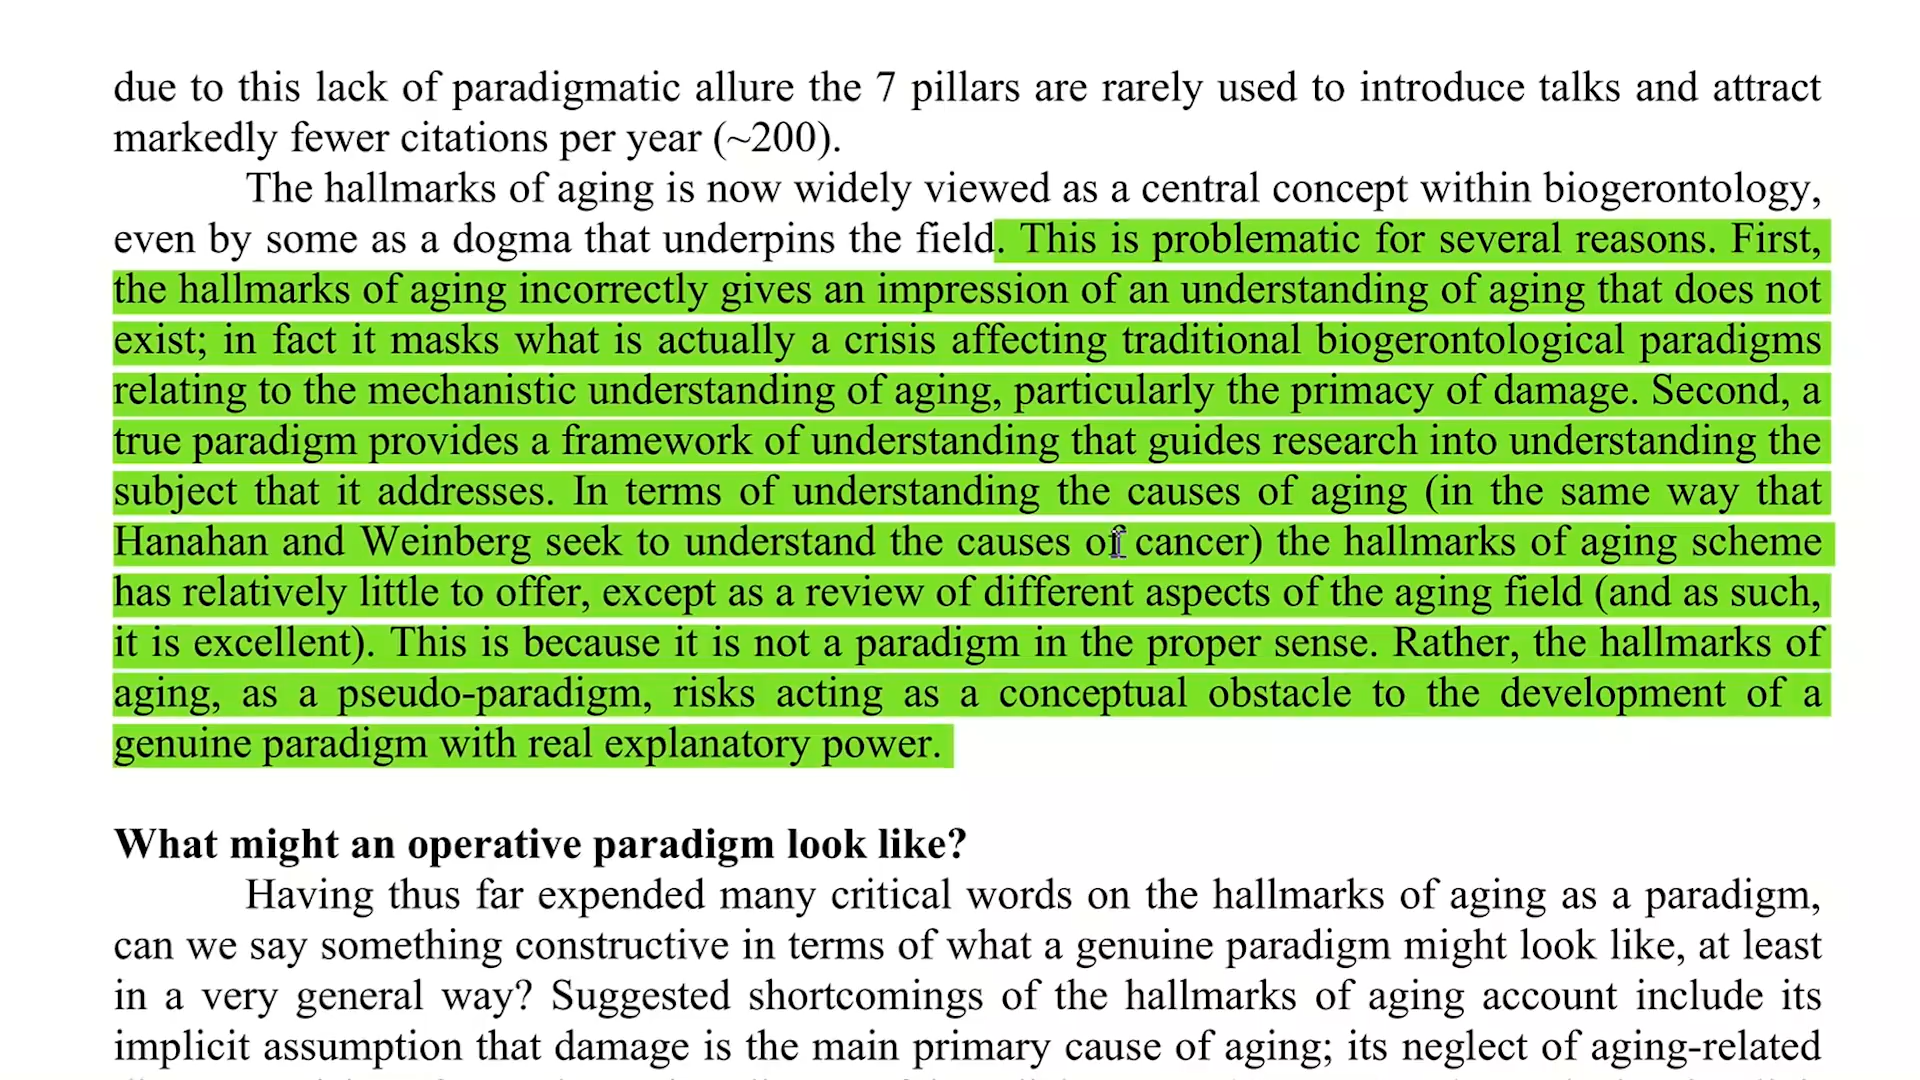 due to this lack of paradigmatic allure the 7 pillars are rarely used to introduce talks and attract
markedly fewer citations per year (~200).
The hallmarks of aging is now widely viewed as a central concept within biogerontology,
even by some as a dogma that underpins the field. This is problematic for several reasons. First,
the hallmarks of aging incorrectly gives an impression of an understanding of aging that does not
exist; in fact it masks what is actually a crisis affecting traditional biogerontological paradigms
relating to the mechanistic understanding of aging, particularly the primacy of damage. Second, a
true paradigm provides a framework of understanding that guides research into understanding the
subject that it addresses. In terms of understanding the causes of aging (in the same way that
Hanahan and Weinberg seek to understand the causes of cancer) the hallmarks of aging scheme
has relatively little to offer, except as a review of different aspects of the aging field (and as such,
it is excellent). This is because it is not a paradigm in the proper sense. Rather, the hallmarks of
aging, as a pseudo-paradigm, risks acting as a conceptual obstacle to the development of a
genuine paradigm with real explanatory power.
What might an operative paradigm look like?
Having thus far expended many critical words on the hallmarks of aging as a paradigm,
can we say something constructive in terms of what a genuine paradigm might look like, at least
in a very general way? Suggested shortcomings of the hallmarks of aging account include its
implicit assumption that damage is the main primary cause of aging; its neglect of aging-related